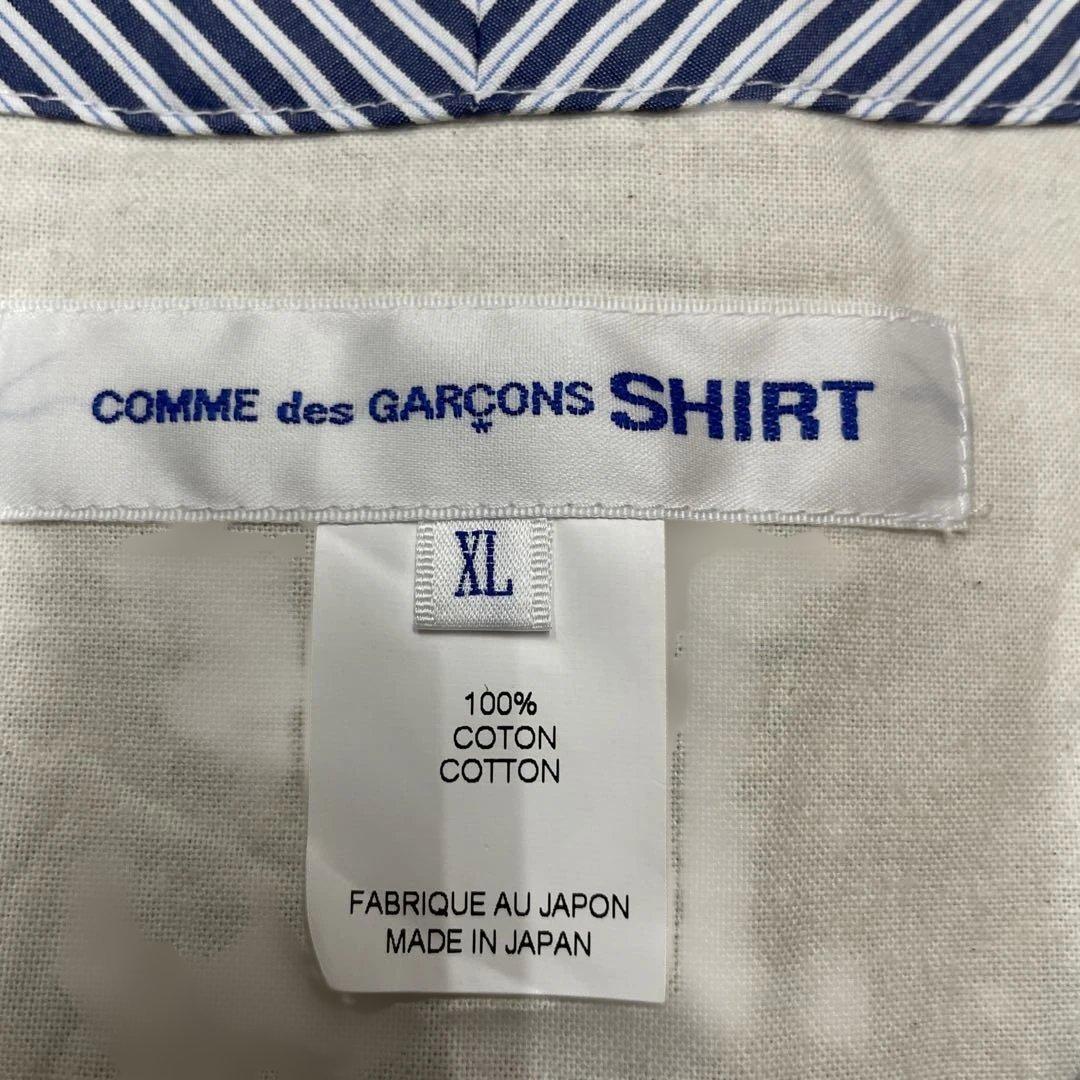 COMME des GARÇONS SHIRT
XL
100%
COTON
COTTON
FABRIQUE AU JAPON
MADE IN JAPAN